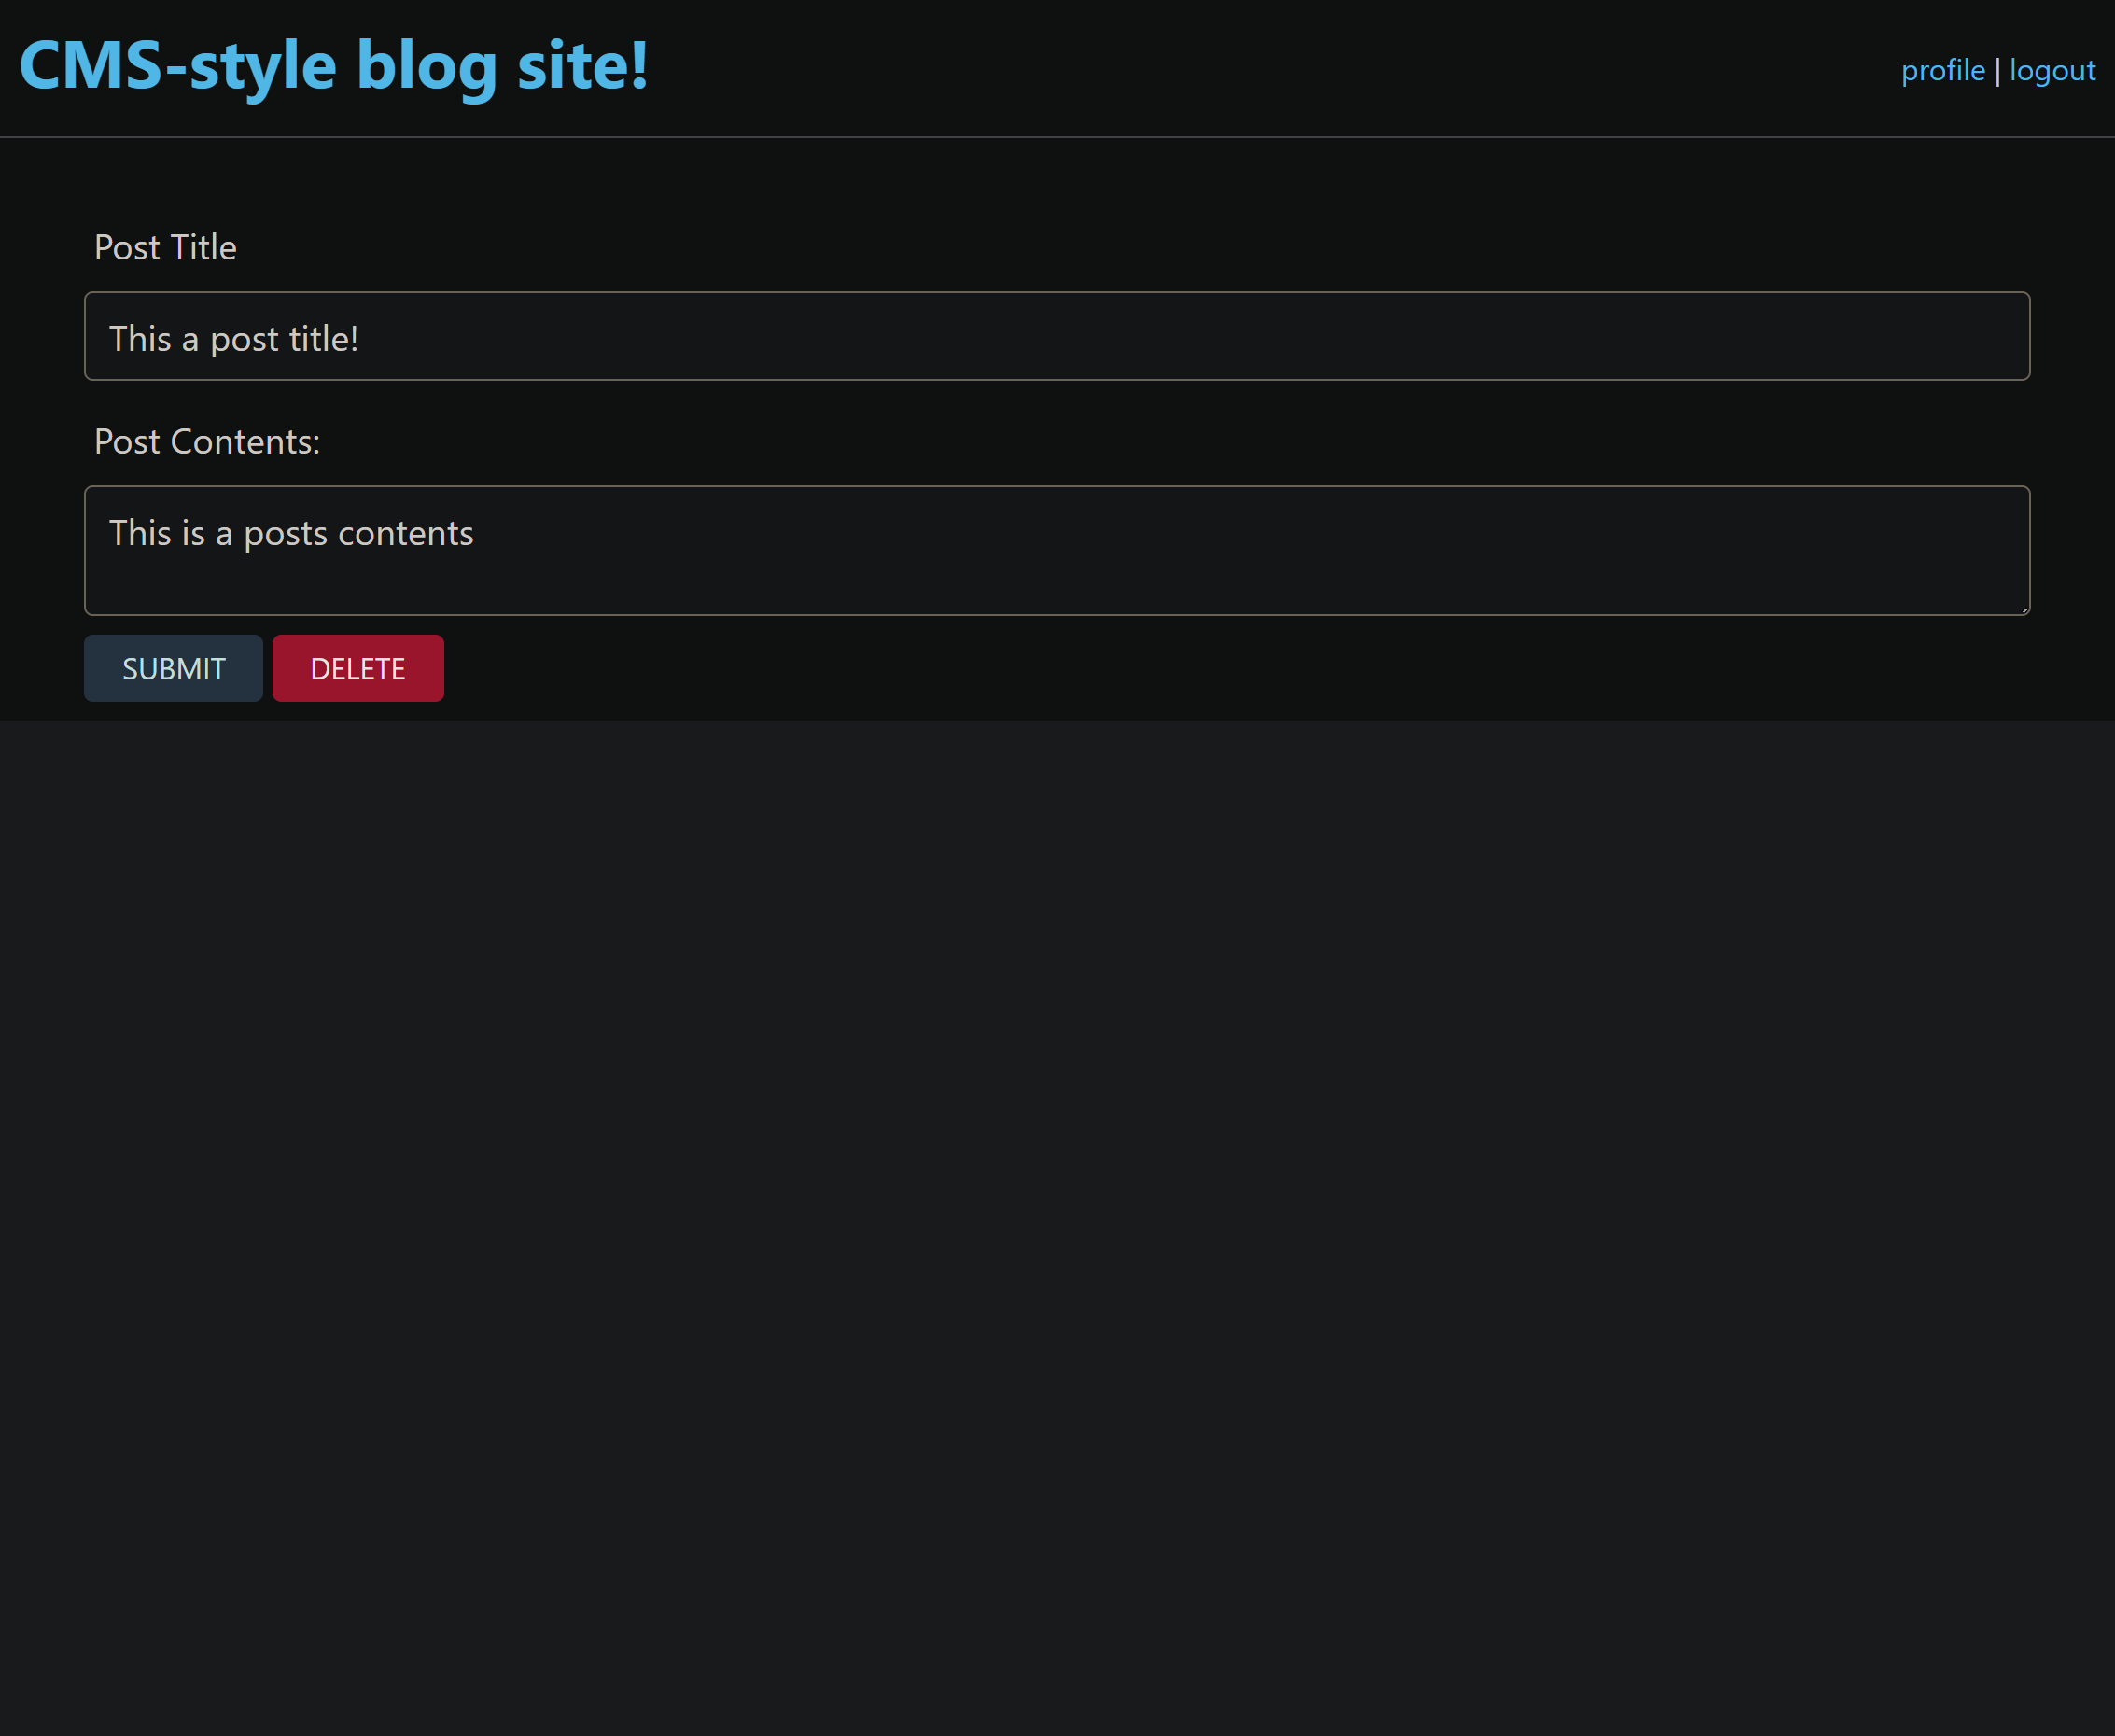 CMS-style blog site!
profile | logout
Post Title
This a post title!
Post Contents:
This is a posts contents
SUBMIT DELETE